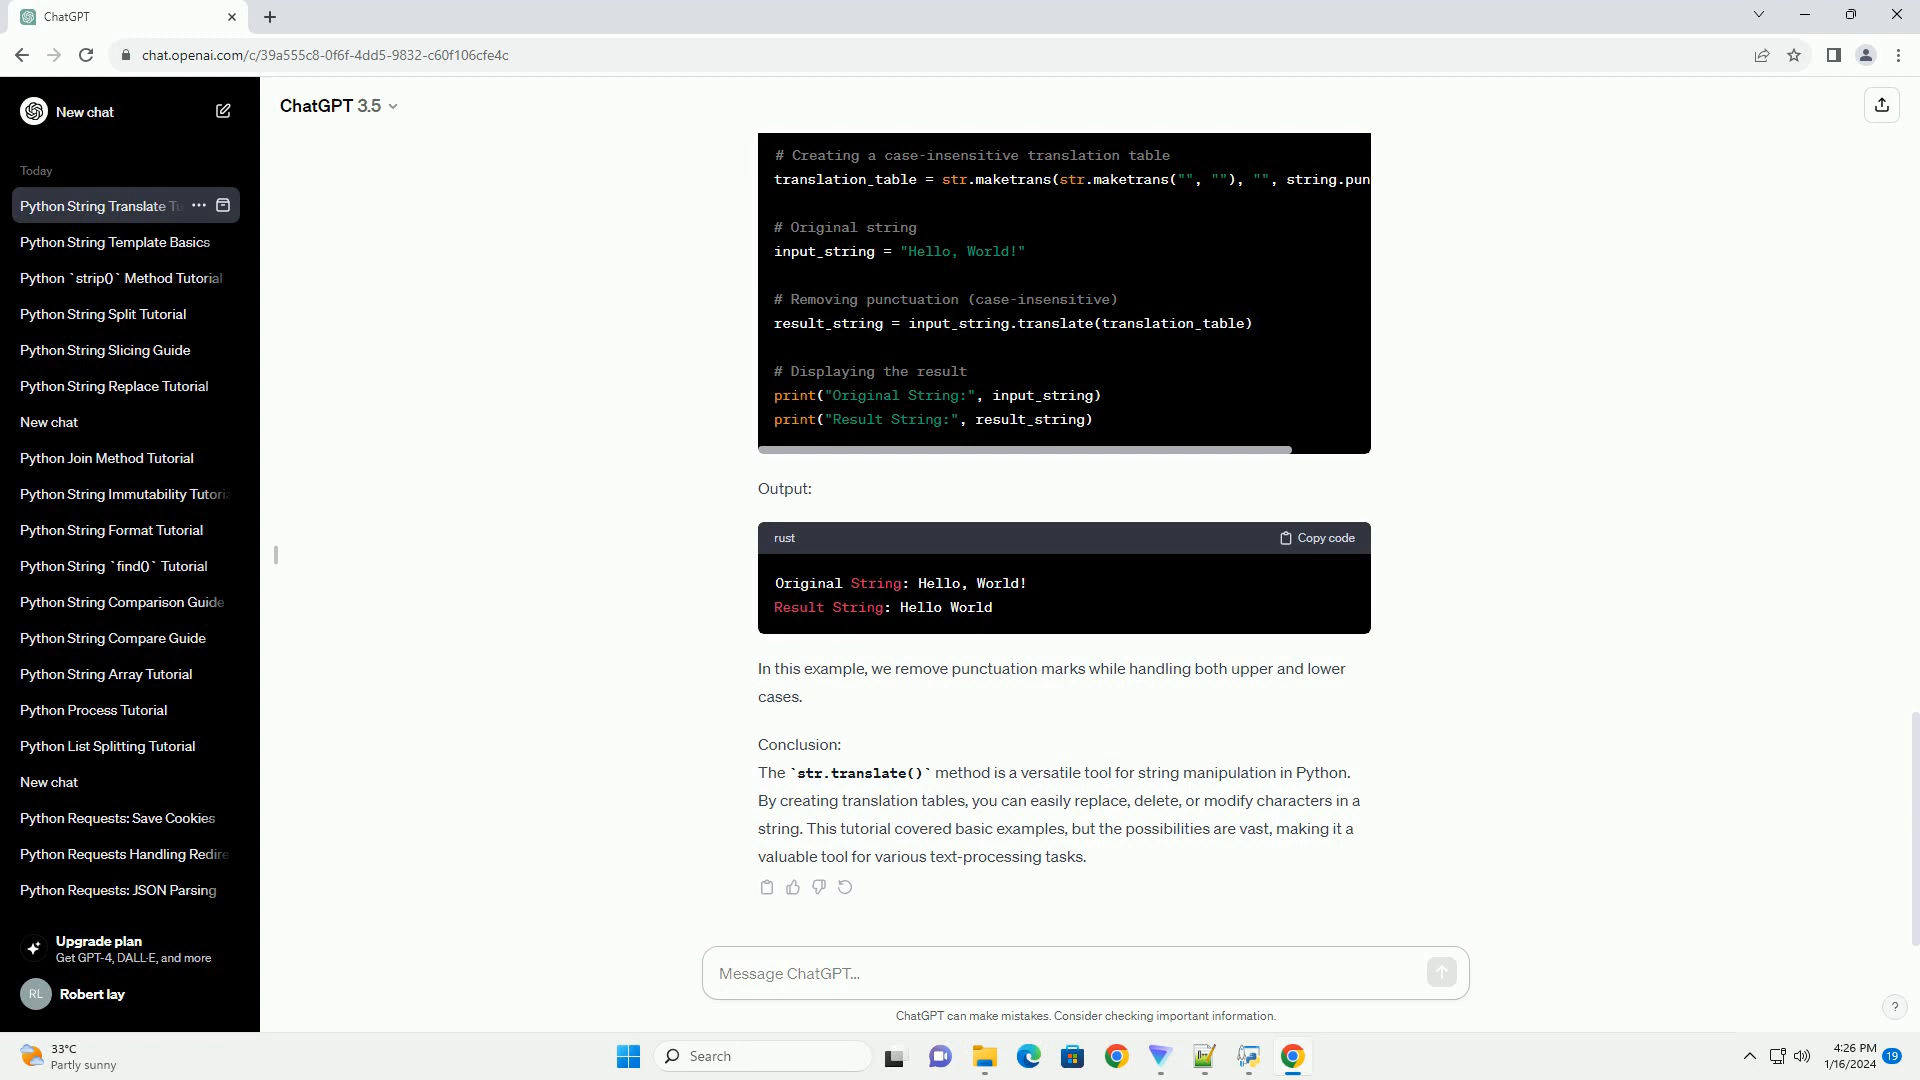 ChatGPT
chat.openai.com/c/39a555c8-0f6f-4dd5-9832-c60f106cfe4c
New chat
Today
Python String Translate Tu
Python String Template Basics
Python `strip()` Method Tutorial
Python String Split Tutorial
Python String Slicing Guide
Python String Replace Tutorial
New chat
Python Join Method Tutorial
Python String Immutability Tutoria
Python String Format Tutorial
Python String `find()` Tutorial
Python String Comparison Guide
Python String Compare Guide
Python String Array Tutorial
Python Process Tutorial
Python List Splitting Tutorial
New chat
Python Requests: Save Cookies
Python Requests Handling Redire
Python Requests: JSON Parsing
Upgrade plan
Get GPT-4, DALL·E, and more
RL Robert lay
ChatGPT 3.5
# Creating a case-insensitive translation table
translation_table = str.maketrans(str.maketrans("", ""), "", string.pun
# Original string
input_string = "Hello, World!"
# Removing punctuation (case-insensitive)
result_string = input_string.translate(translation_table)
# Displaying the result
print("Original String:", input_string)
print("Result String:", result_string)
Output:
rust Copy code
Original String: Hello, World!
Result String: Hello World
In this example, we remove punctuation marks while handling both upper and lower
cases.
Conclusion:
The `str.translate()` method is a versatile tool for string manipulation in Python.
By creating translation tables, you can easily replace, delete, or modify characters in a
string. This tutorial covered basic examples, but the possibilities are vast, making it a
valuable tool for various text-processing tasks.
Message ChatGPT...
ChatGPT can make mistakes. Consider checking important information.
?
33°C
Partly sunny
Search
4:26 PM
1/16/2024
19